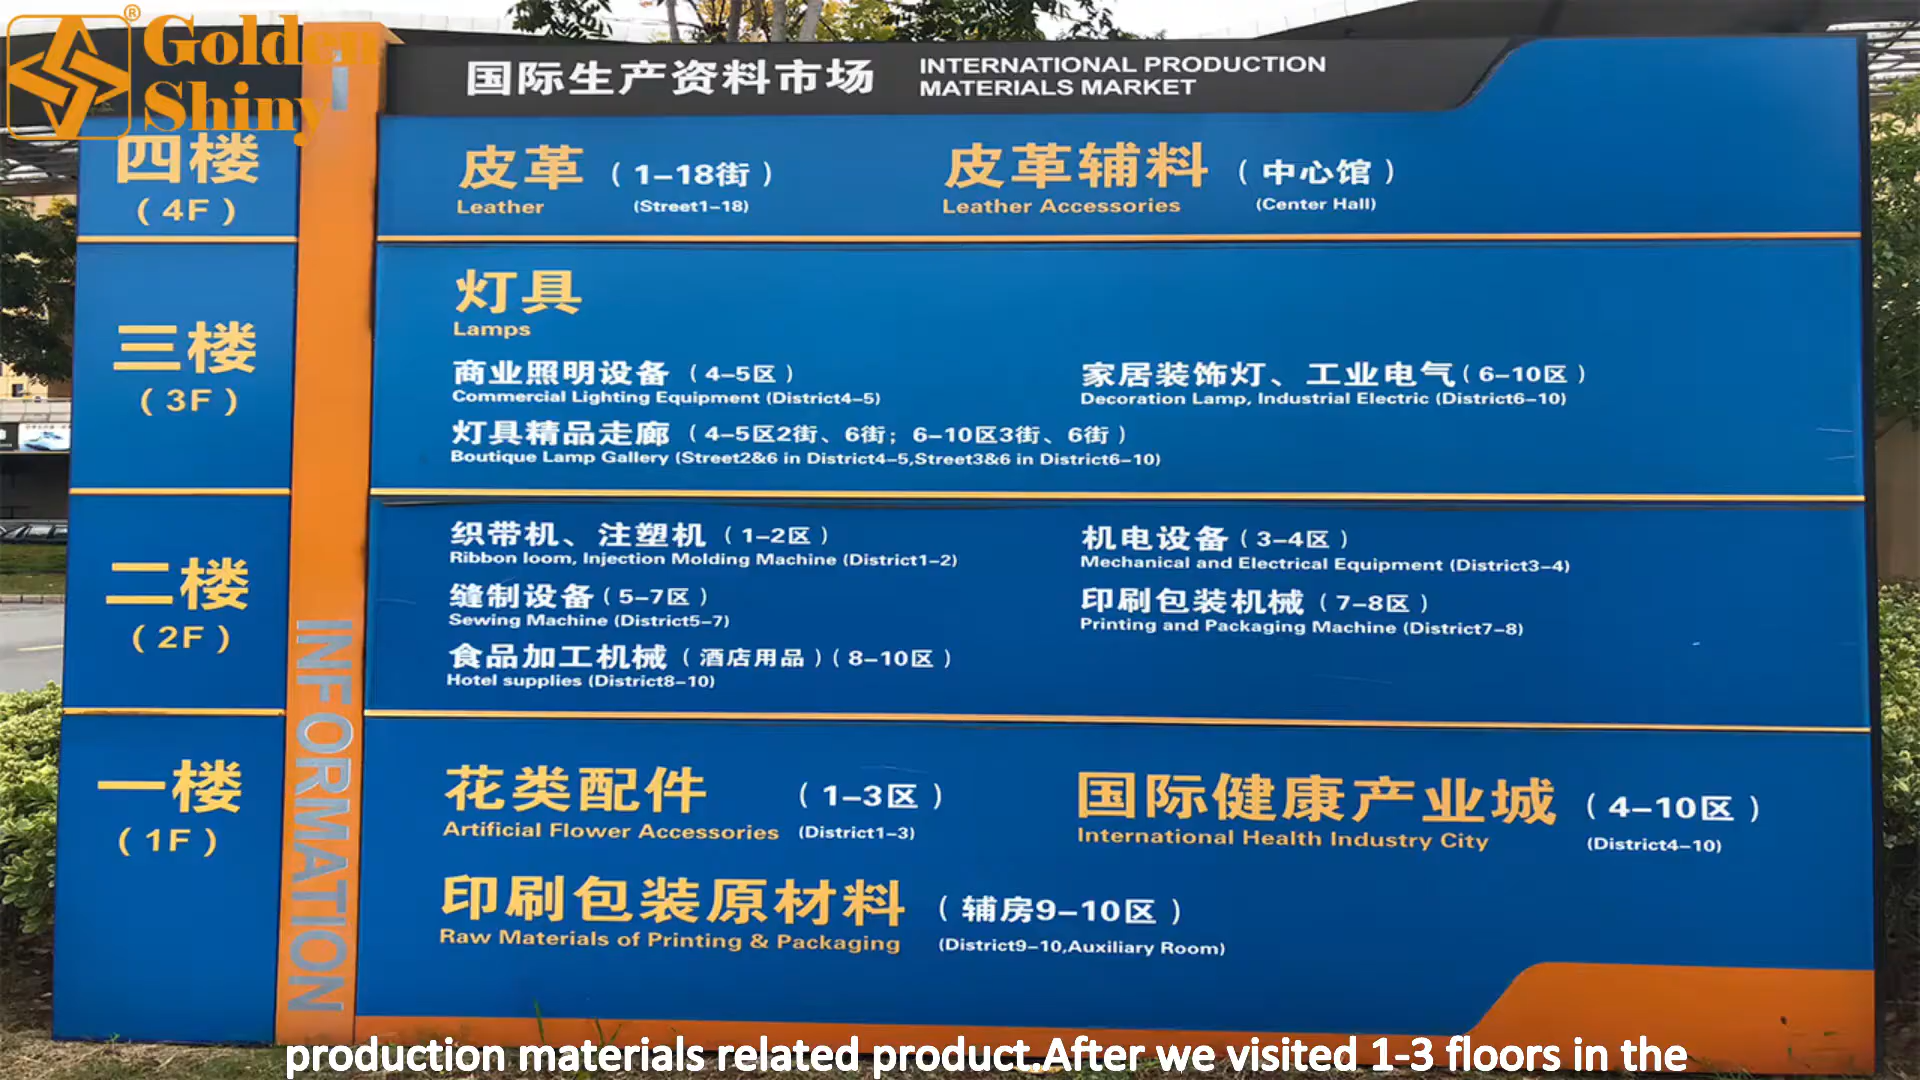 Golden
Shiny
®
国际生产资料市场
INTERNATIONAL PRODUCTION
MATERIALS MARKET
四楼
(4F)
皮革 (1-18街)
Leather (Street1-18)
皮革辅料 (中心馆)
Leather Accessories (Center Hall)
三楼
(3F)
灯具
Lamps
商业照明设备 (4-5区)
Commercial Lighting Equipment (District4-5)
家居装饰灯、工业电气(6-10区)
Decoration Lamp, Industrial Electric (District6-10)
灯具精品走廊 (4-5区2街、6街；6-10区3街、6街)
Boutique Lamp Gallery (Street2&6 in District4-5,Street3&6 in District6-10)
二楼
(2F)
织带机、注塑机 (1-2区)
Ribbon loom, Injection Molding Machine (District1-2)
机电设备(3-4区)
Mechanical and Electrical Equipment (District3-4)
缝制设备(5-7区)
Sewing Machine (District5-7)
印刷包装机械 (7-8区)
Printing and Packaging Machine (District7-8)
食品加工机械 (酒店用品)(8-10区)
Hotel supplies (District8-10)
一楼
(1F)
花类配件 (1-3区)
Artificial Flower Accessories (District1-3)
国际健康产业城 (4-10区)
International Health Industry City (District4-10)
印刷包装原材料 (辅房9-10区)
Raw Materials of Printing & Packaging (District9-10,Auxiliary Room)
INFORMATION
production materials related product.After we visited 1-3 floors in the